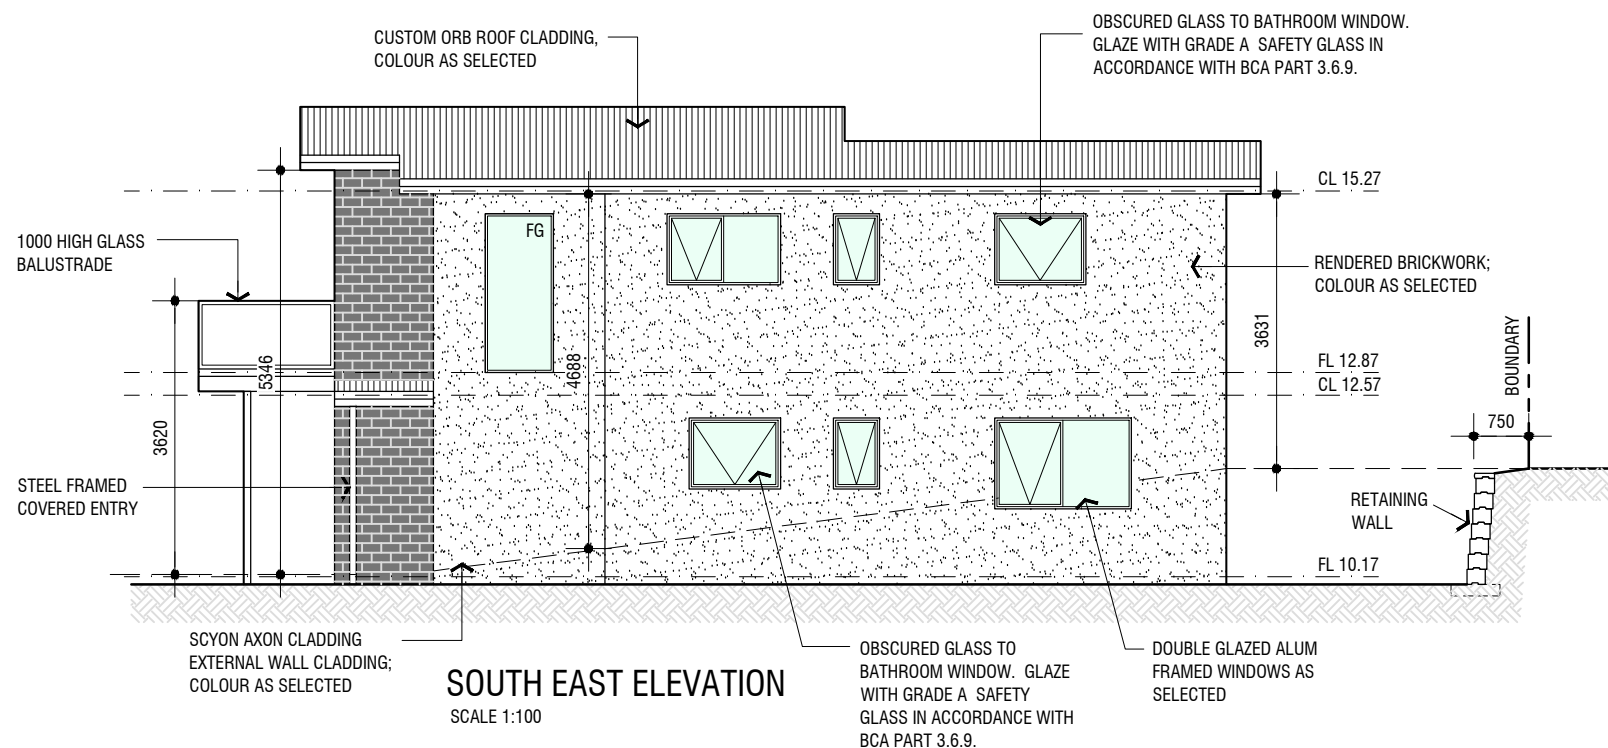 CUSTOM ORB ROOF CLADDING,
COLOUR AS SELECTED
OBSCURED GLASS TO BATHROOM WINDOW.
GLAZE WITH GRADE A SAFETY GLASS IN
ACCORDANCE WITH BCA PART 3.6.9.
CL 15.27
1000 HIGH GLASS
BALUSTRADE
FG
RENDERED BRICKWORK;
COLOUR AS SELECTED
3631
BOUNDARY
5346
4688
FL 12.87
CL 12.57
3620
750
STEEL FRAMED
COVERED ENTRY
RETAINING
WALL
FL 10.17
SCYON AXON CLADDING
EXTERNAL WALL CLADDING;
COLOUR AS SELECTED
SOUTH EAST ELEVATION
SCALE 1:100
OBSCURED GLASS TO
BATHROOM WINDOW. GLAZE
WITH GRADE A SAFETY
GLASS IN ACCORDANCE WITH
BCA PART 3.6.9.
DOUBLE GLAZED ALUM
FRAMED WINDOWS AS
SELECTED